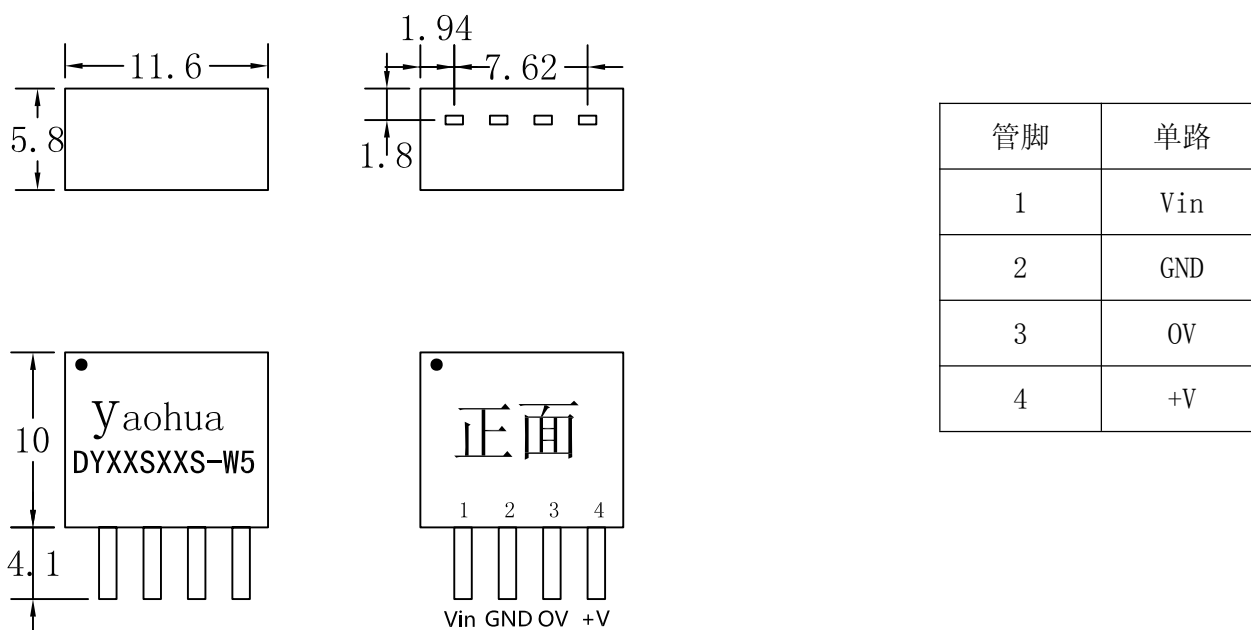 1.94
11.6
7.62
5.8
1.8
管脚 单路
1 Vin
2 GND
3 0V
4 +V
yaohua
DYXXSXXS-W5
10
4.1
正面
1 2 3 4
Vin GND OV +V